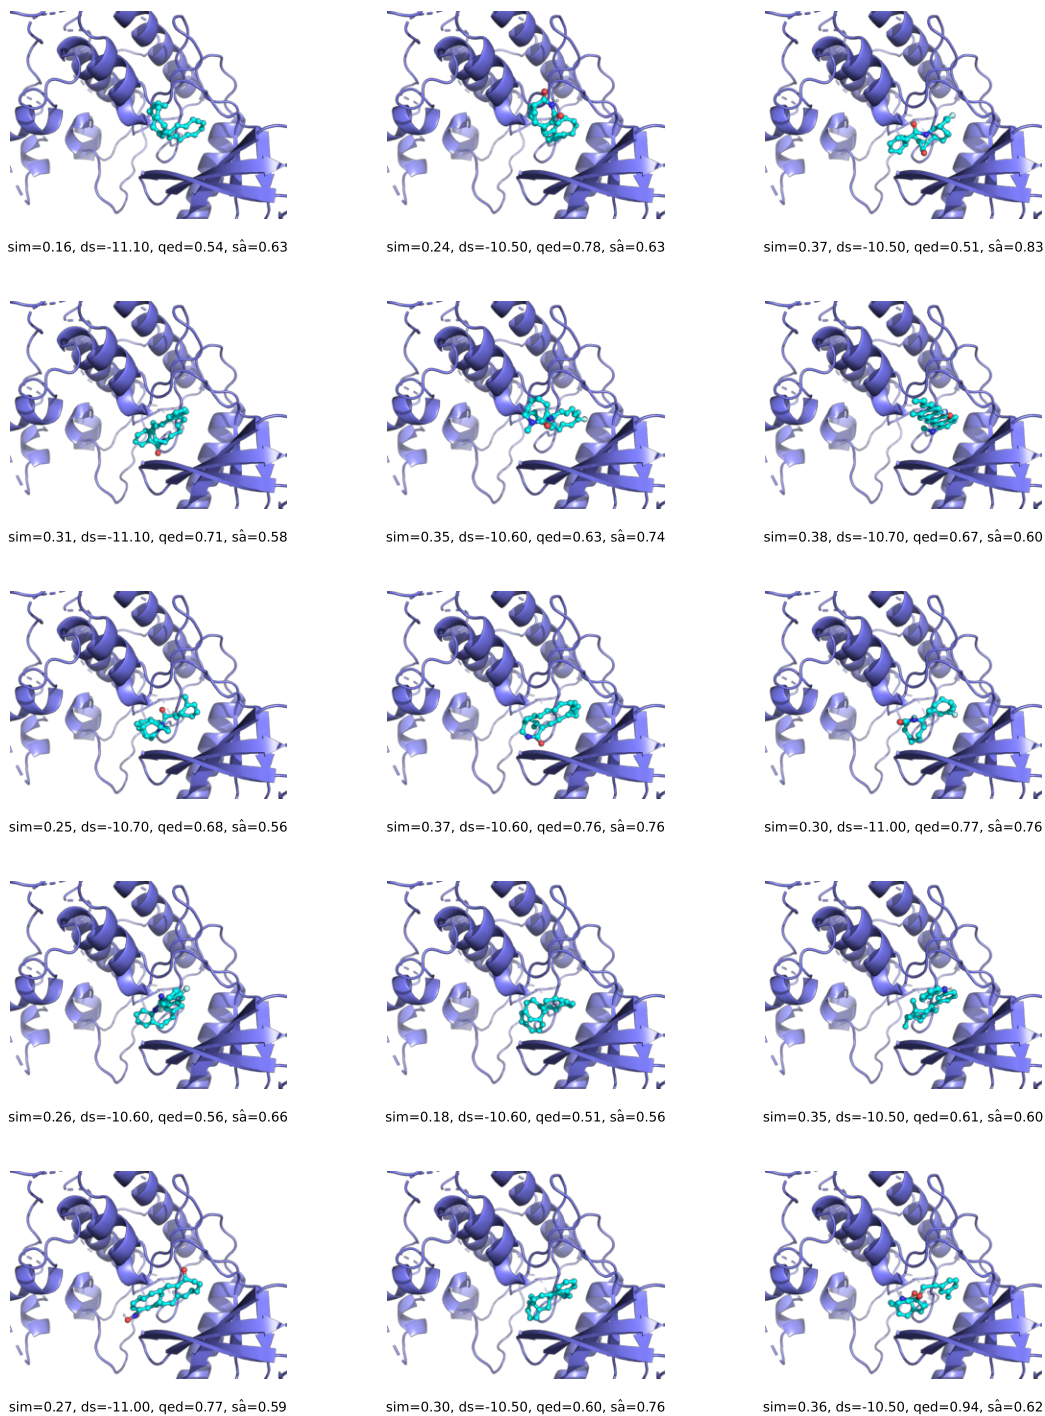 sim=0.16, ds=-11.10, qed=0.54, sâ=0.63
sim=0.24, ds=-10.50, qed=0.78, sâ=0.63
sim=0.37, ds=-10.50, qed=0.51, sâ=0.83
sim=0.31, ds=-11.10, qed=0.71, sâ=0.58
sim=0.35, ds=-10.60, qed=0.63, sâ=0.74
sim=0.38, ds=-10.70, qed=0.67, sâ=0.60
sim=0.25, ds=-10.70, qed=0.68, sâ=0.56
sim=0.37, ds=-10.60, qed=0.76, sâ=0.76
sim=0.30, ds=-11.00, qed=0.77, sâ=0.76
sim=0.26, ds=-10.60, qed=0.56, sâ=0.66
sim=0.18, ds=-10.60, qed=0.51, sâ=0.56
sim=0.35, ds=-10.50, qed=0.61, sâ=0.60
sim=0.27, ds=-11.00, qed=0.77, sâ=0.59
sim=0.30, ds=-10.50, qed=0.60, sâ=0.76
sim=0.36, ds=-10.50, qed=0.94, sâ=0.62